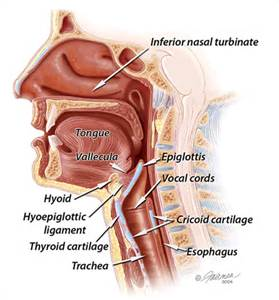 Inferior nasal turbinate
Tongue
Vallecula
Epiglottis
Hyoid
Vocal cords
Hyoepiglottic
ligament
Cricoid cartilage
Thyroid cartilage
Esophagus
Trachea